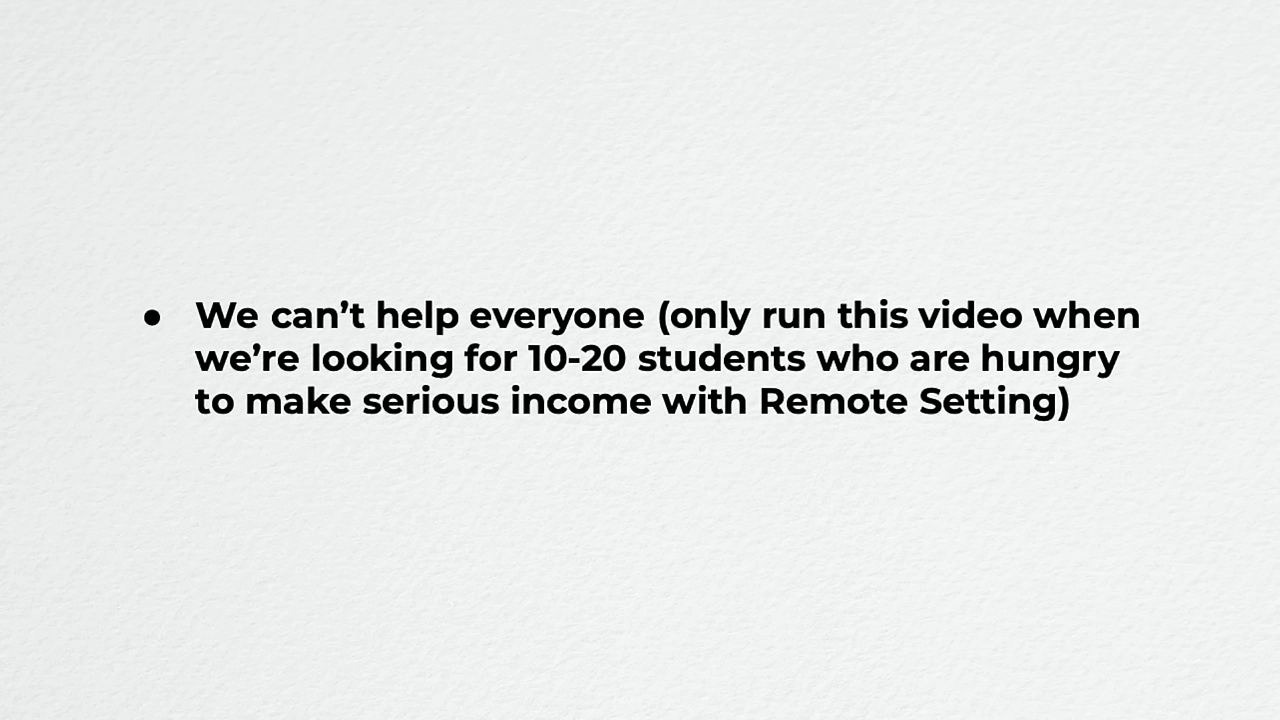 ● We can’t help everyone (only run this video when
we’re looking for 10-20 students who are hungry
to make serious income with Remote Setting)